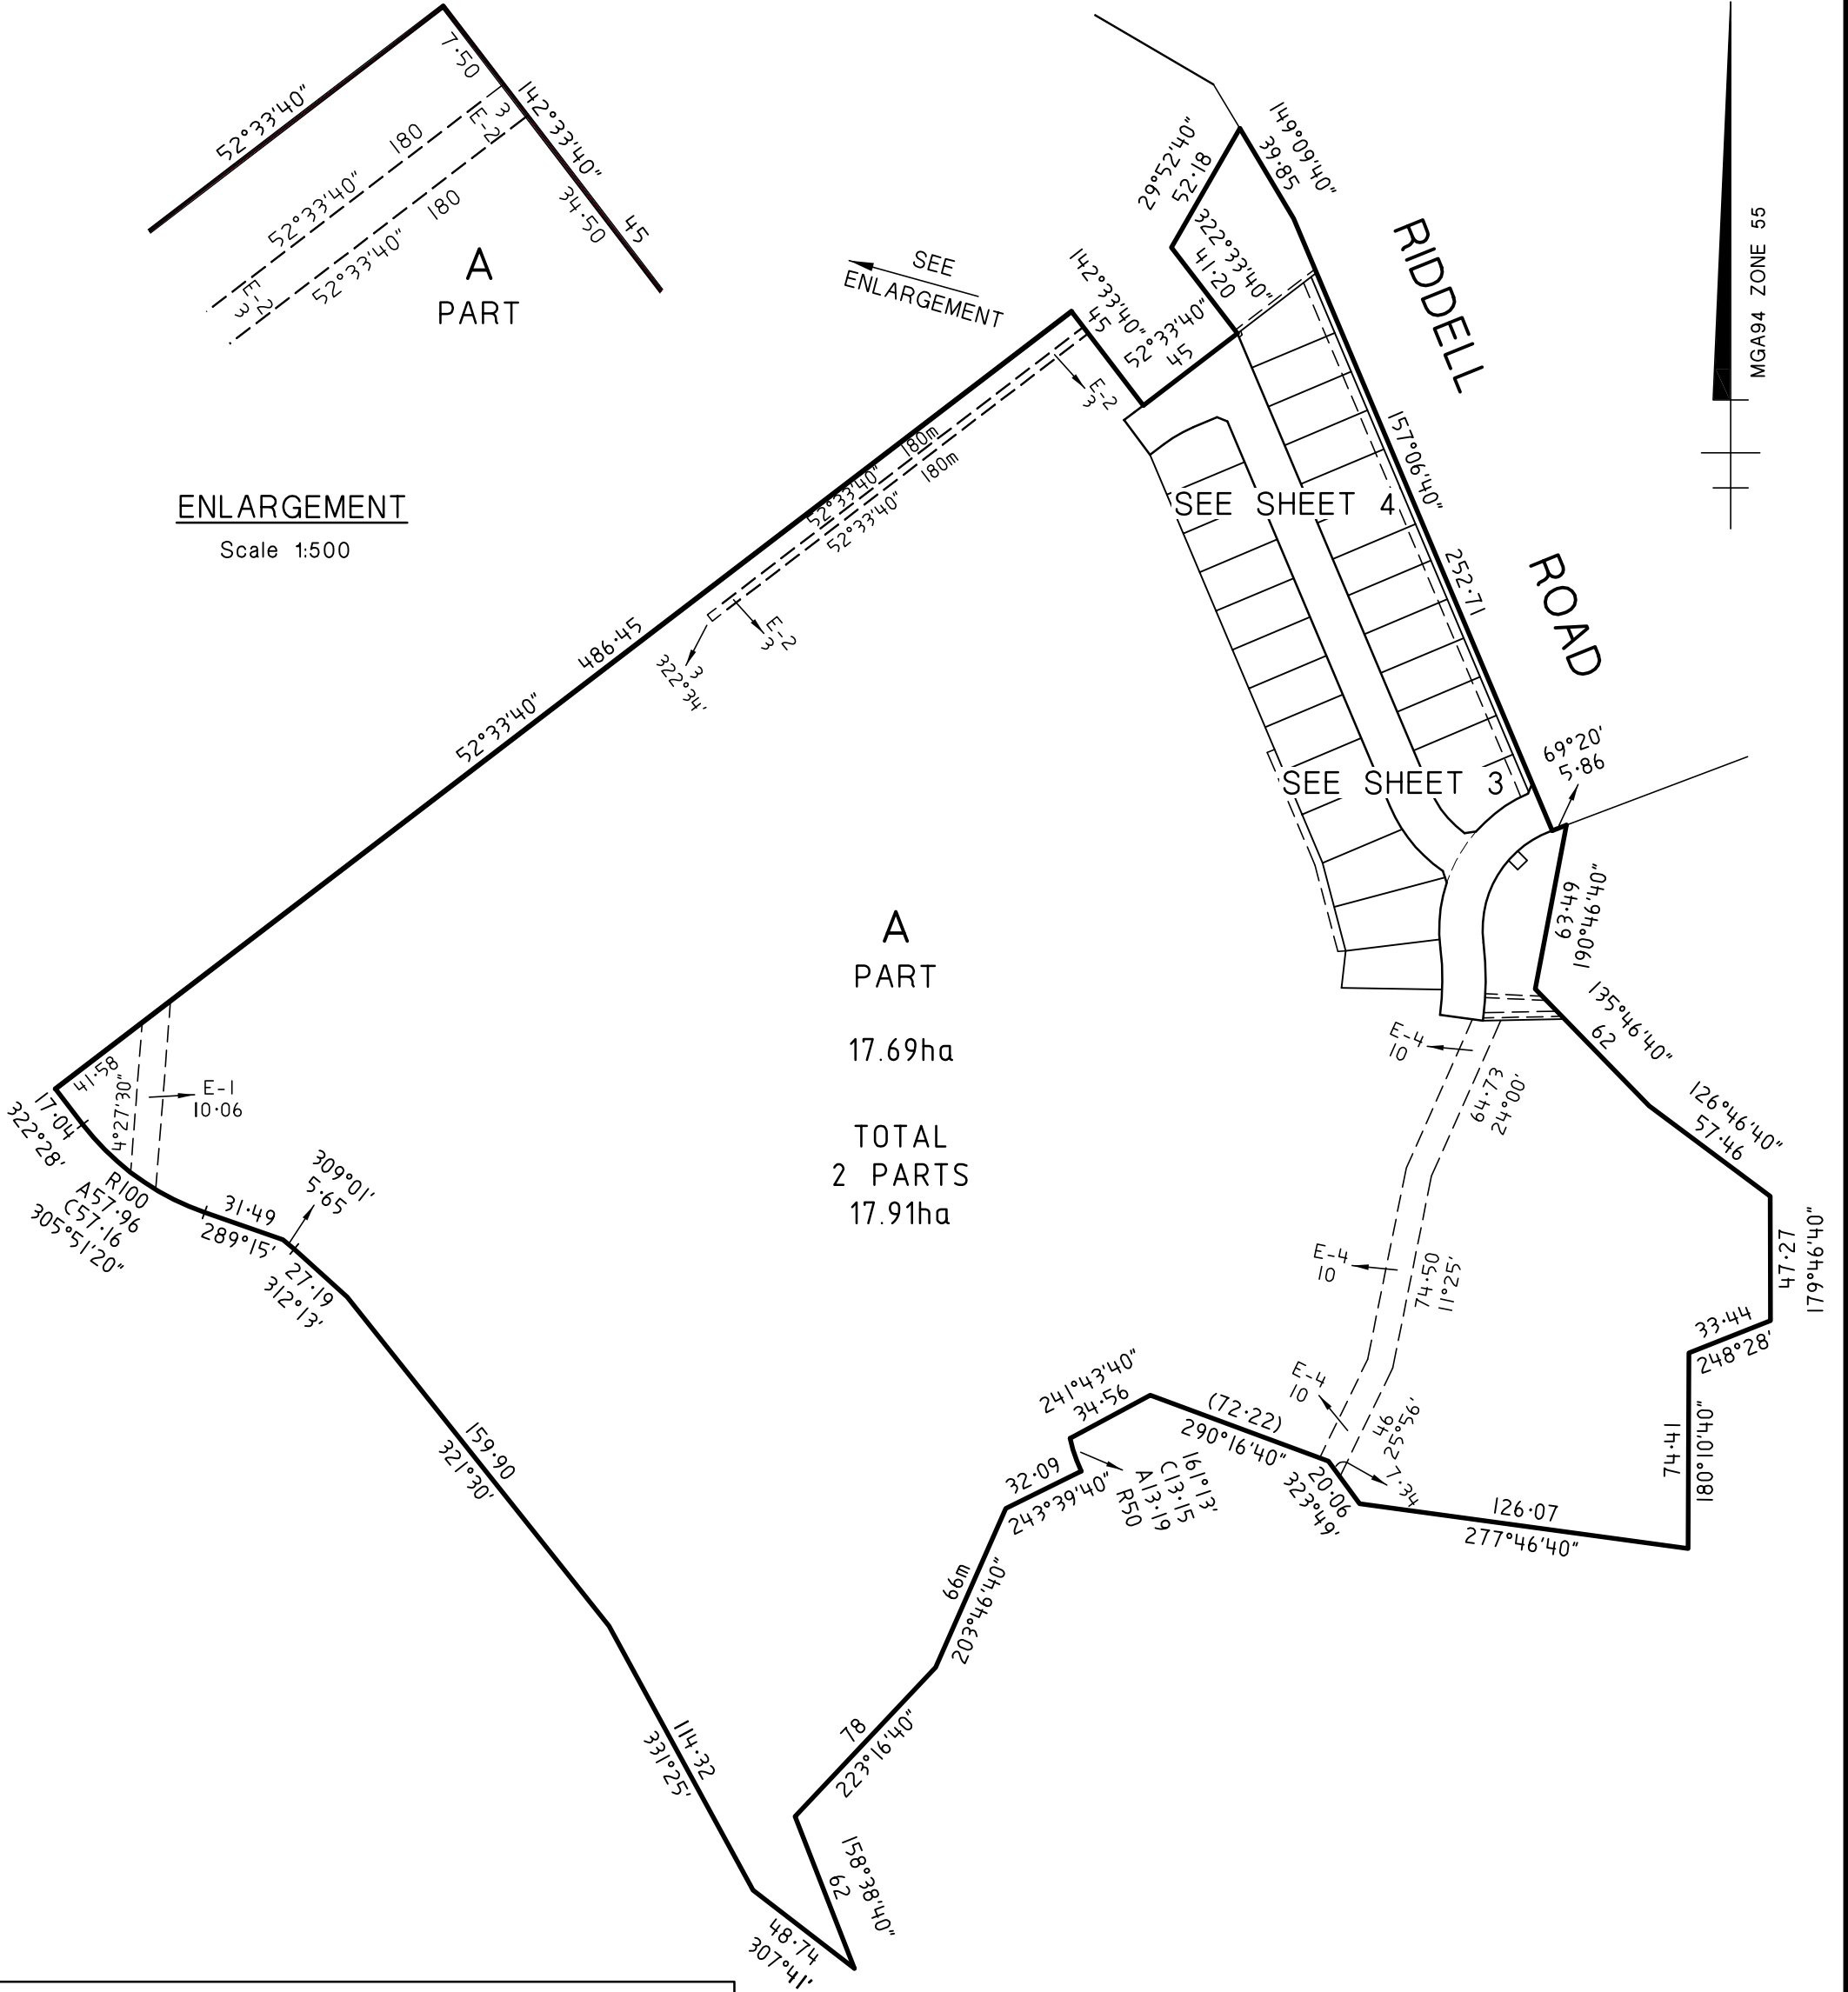 52°33'40"
7·50
142°33'40"
3
E-2
180
52°33'40"
180
52°33'40"
34·50
45
E-2
3
A
PART
ENLARGEMENT
Scale 1:500
SEE
ENLARGEMENT
149°09'40"
39·85
29°52'40"
52·18
322°33'40"
41·20
142°33'40"
45
52°33'40"
45
RIDDELL
ROAD
MGA94 ZONE 55
E-2
3
180m
52°33'40"
180m
52°33'40"
157°06'40"
252·71
SEE SHEET 4
SEE SHEET 3
486·45
52°33'40"
E-2
3
3
322°34'
69°20'
5·86
63·49
190°46'40"
A
PART
17.69ha
TOTAL
2 PARTS
17.91ha
135°46'40"
62
126°46'40"
57·46
47·27
179°46'40"
33·44
248°28'
74·41
180°10'40"
126·07
277°46'40"
E-4
10
64·73
24°00'
E-4
10
74·50
11°25'
E-4
10
46
25°56'
7·34
20·06
323°49'
(72·22)
290°16'40"
241°43'40"
34·56
161°13'
C13·15
A13·19
R50
32·09
243°39'40"
66m
203°46'40"
78
223°16'40"
158°38'40"
62
48·74
307°41'
114·32
331°25'
159·90
321°30'
27·19
312°13'
309°01'
5·65
31·49
289°15'
R100
A57·96
C57·16
305°51'20"
17·04
322°28'
41·58
4°27'30"
E-1
10·06